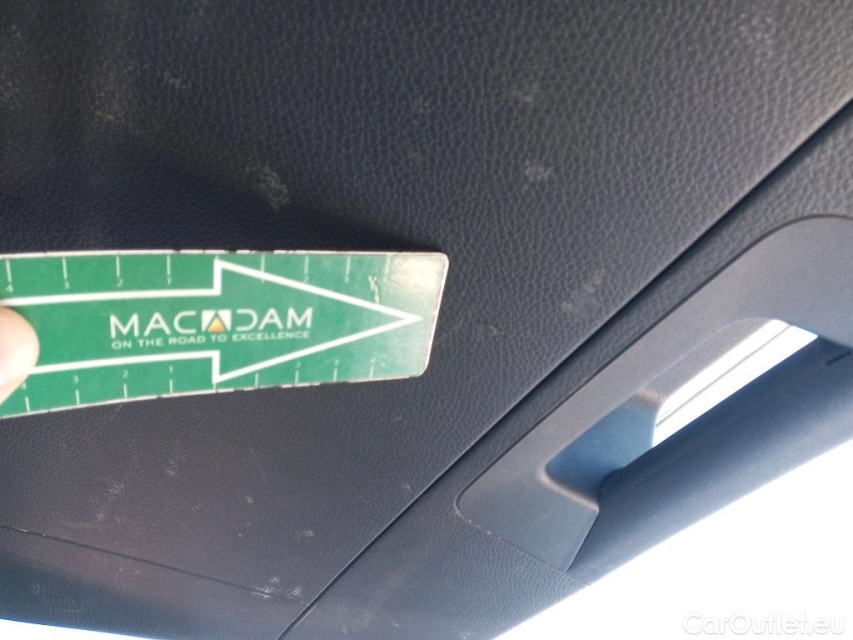 MACADAM
ON THE ROAD TO EXCELLENCE
CarOutlet.eu